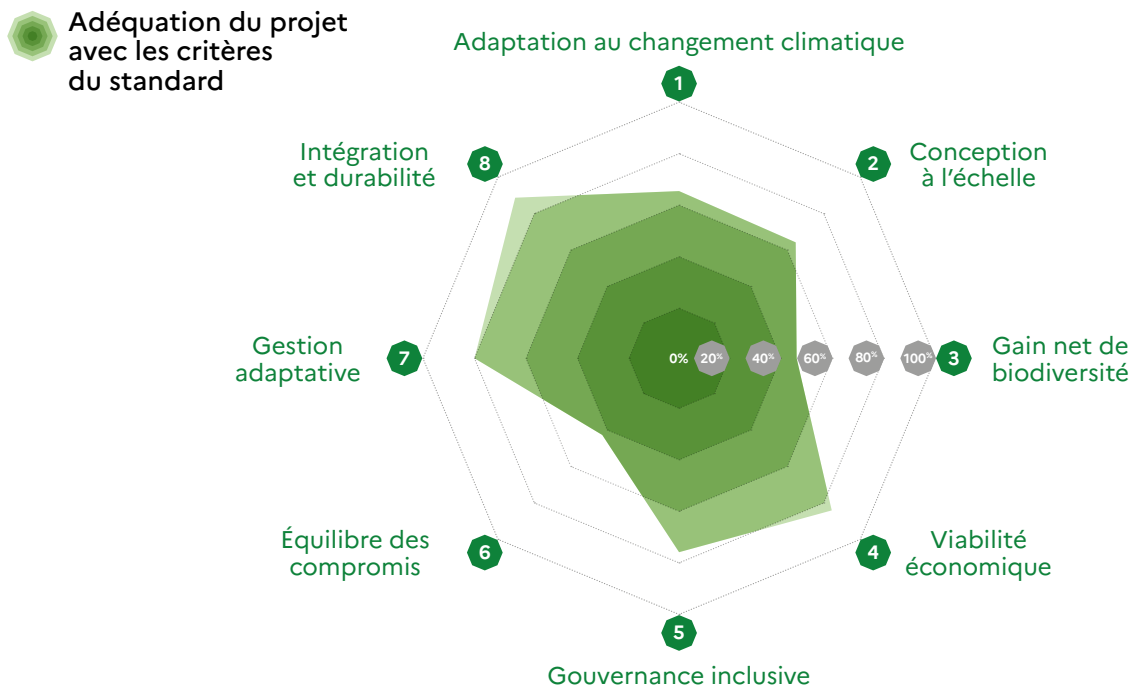 Adéquation du projet
avec les critères
du standard
Adaptation au changement climatique
1
2
Conception
à l'échelle
3
Gain net de
biodiversité
4
Viabilité
économique
5
Gouvernance inclusive
6
Équilibre des
compromis
7
Gestion
adaptative
8
Intégration
et durabilité
0% 20% 40% 60% 80% 100%